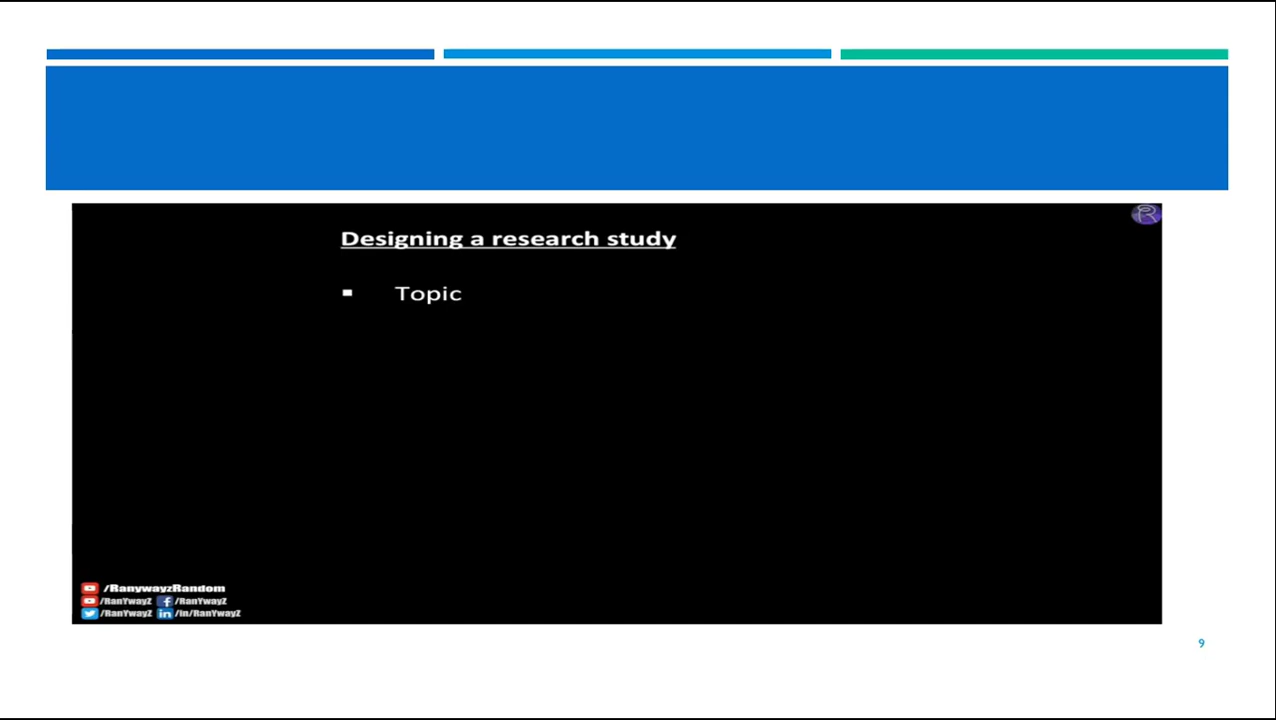 Designing a research study
▪ Topic
/RanywayzRandom
/RanYwayZ /RanYwayZ
/RanYwayZ /in/RanYwayZ
9